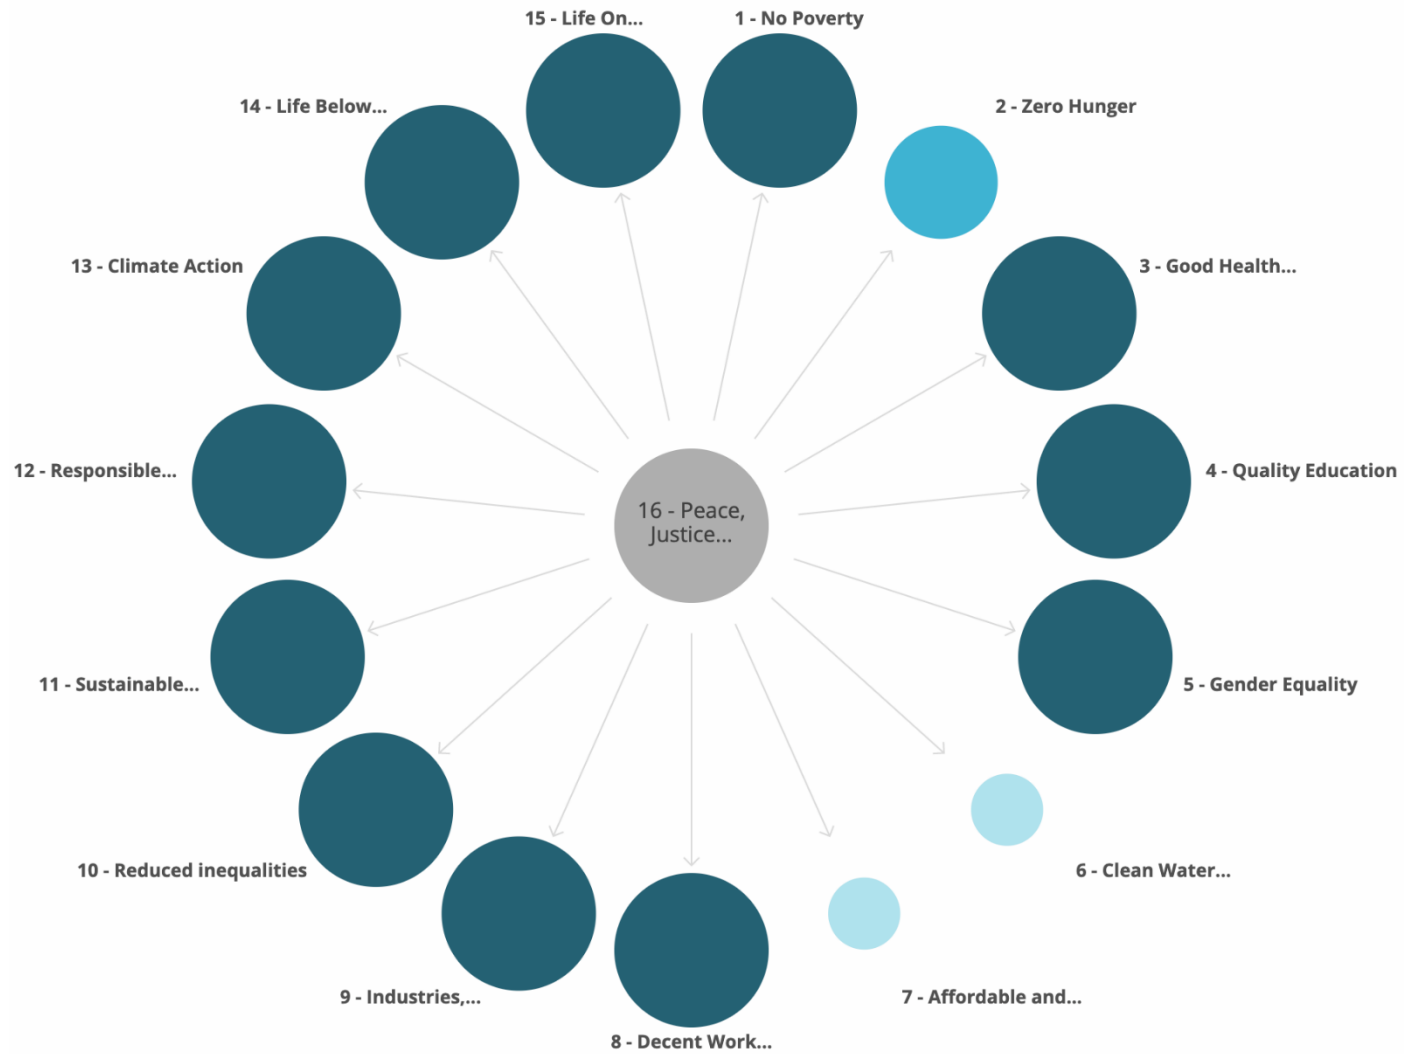 15 - Life On...
1 - No Poverty
14 - Life Below...
2 - Zero Hunger
13 - Climate Action
3 - Good Health...
12 - Responsible...
4 - Quality Education
16 - Peace,
Justice...
11 - Sustainable...
5 - Gender Equality
10 - Reduced inequalities
6 - Clean Water...
9 - Industries,...
7 - Affordable and...
8 - Decent Work...